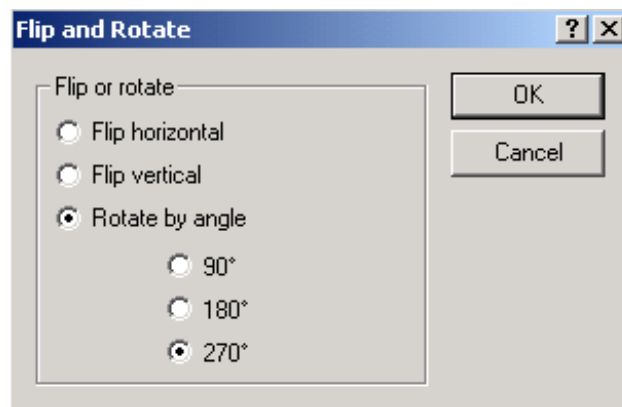 Flip and Rotate
Flip or rotate
Flip horizontal
Flip vertical
Rotate by angle
90°
180°
270°
OK
Cancel